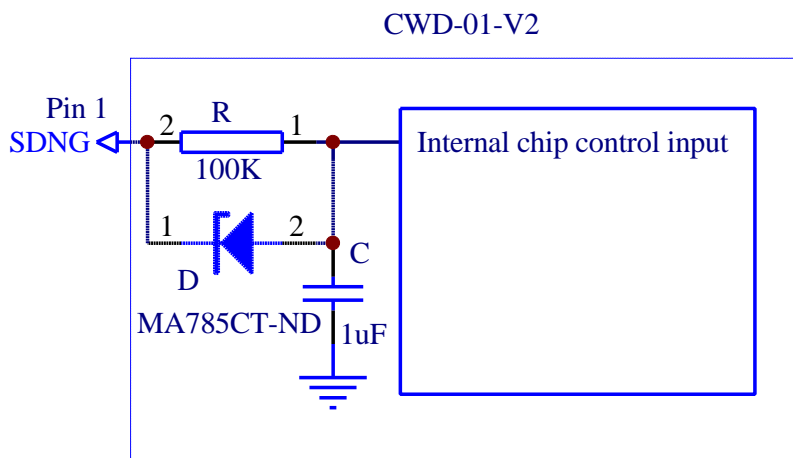 CWD-01-V2
Pin 1
SDNG
2
R
1
100K
Internal chip control input
1
2
D
C
MA785CT-ND
1uF